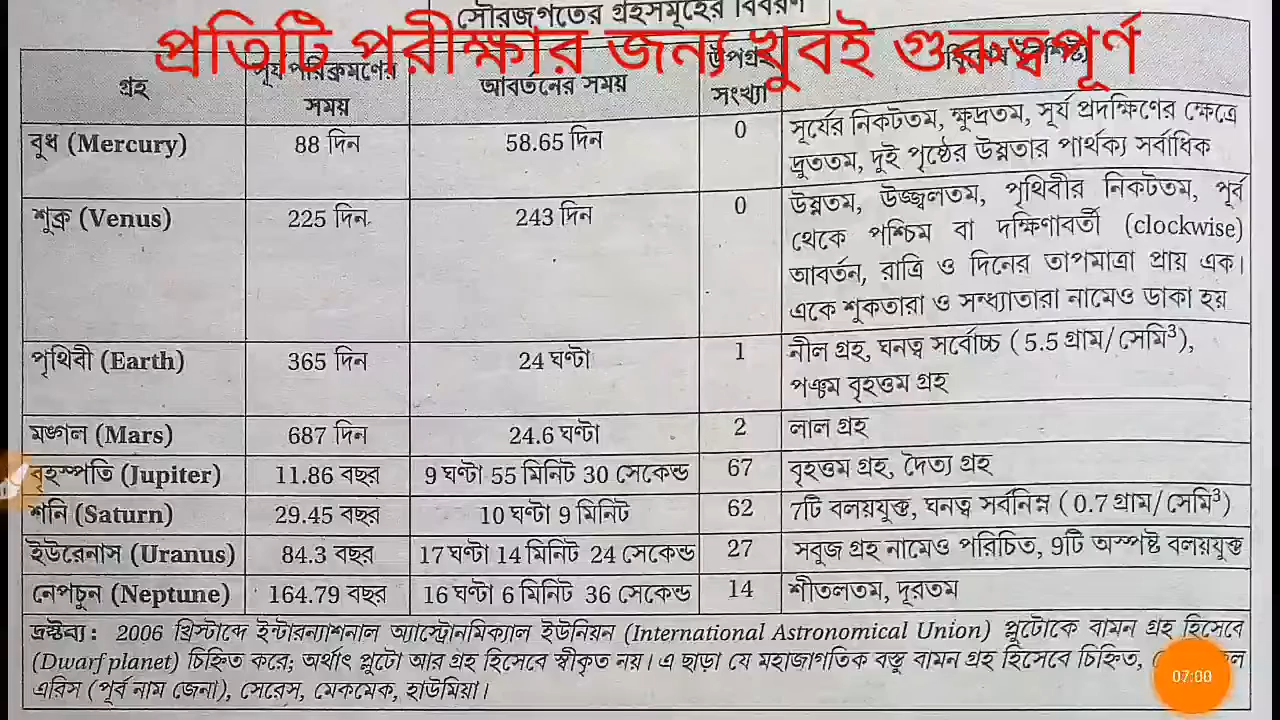 সৌরজগতের গ্রহসমূহের বিবরণ
প্রতিটি পরীক্ষার জন্য খুবই গুরুত্বপূর্ণ
গ্রহ
সূর্য পরিক্রমণের
সময়
আবর্তনের সময়
উপগ্রহ
সংখ্যা
বুধ (Mercury)
88 দিন
58.65 দিন
0
সূর্যের নিকটতম, ক্ষুদ্রতম, সূর্য প্রদক্ষিণের ক্ষেত্রে
দ্রুততম, দুই পৃষ্ঠের উষ্ণতার পার্থক্য সর্বাধিক
শুক্র (Venus)
225 দিন
243 দিন
0
উষ্ণতম, উজ্জ্বলতম, পৃথিবীর নিকটতম, পূর্ব
থেকে পশ্চিম বা দক্ষিণাবর্তী (clockwise)
আবর্তন, রাত্রি ও দিনের তাপমাত্রা প্রায় এক।
একে শুকতারা ও সন্ধ্যাতারা নামেও ডাকা হয়
পৃথিবী (Earth)
365 দিন
24 ঘণ্টা
1
নীল গ্রহ, ঘনত্ব সর্বোচ্চ (5.5 গ্রাম/সেমি³),
পঞ্চম বৃহত্তম গ্রহ
মঙ্গল (Mars)
687 দিন
24.6 ঘণ্টা
2
লাল গ্রহ
বৃহস্পতি (Jupiter)
11.86 বছর
9 ঘণ্টা 55 মিনিট 30 সেকেন্ড
67
বৃহত্তম গ্রহ, দৈত্য গ্রহ
শনি (Saturn)
29.45 বছর
10 ঘণ্টা 9 মিনিট
62
7টি বলয়যুক্ত, ঘনত্ব সর্বনিম্ন (0.7 গ্রাম/সেমি³)
ইউরেনাস (Uranus)
84.3 বছর
17 ঘণ্টা 14 মিনিট 24 সেকেন্ড
27
সবুজ গ্রহ নামেও পরিচিত, 9টি অস্পষ্ট বলয়যুক্ত
নেপচুন (Neptune)
164.79 বছর
16 ঘণ্টা 6 মিনিট 36 সেকেন্ড
14
শীতলতম, দূরতম
দ্রষ্টব্য : 2006 খ্রিস্টাব্দে ইন্টারন্যাশনাল অ্যাস্ট্রোনমিক্যাল ইউনিয়ন (International Astronomical Union) প্লুটোকে বামন গ্রহ হিসেবে
(Dwarf planet) চিহ্নিত করে; অর্থাৎ প্লুটো আর গ্রহ হিসেবে স্বীকৃত নয়। এ ছাড়া যে মহাজাগতিক বস্তু বামন গ্রহ হিসেবে চিহ্নিত,
এরিস (পূর্ব নাম জেনা), সেরেস, মেকমেক, হাউমিয়া।
07:00